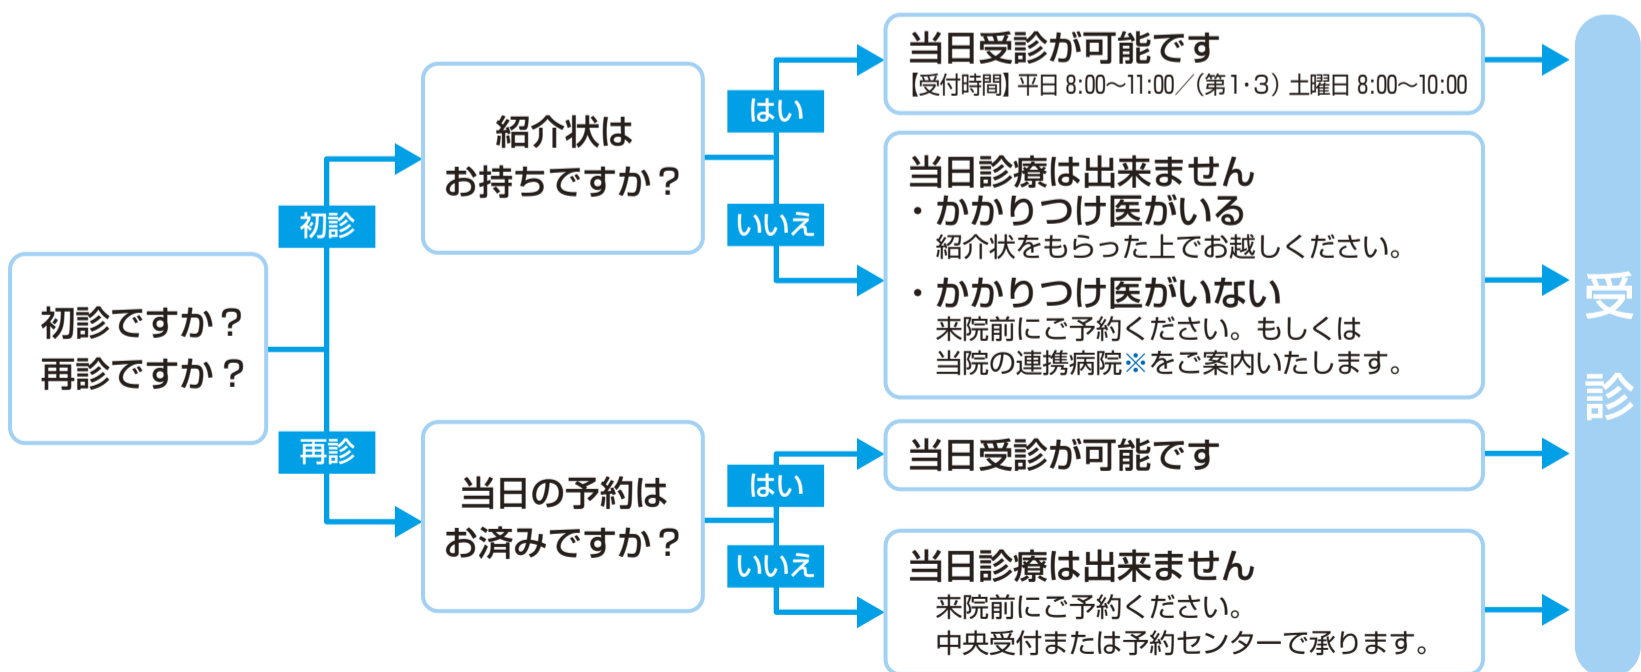 初診ですか？
再診ですか？
初診
再診
紹介状は
お持ちですか？
はい
いいえ
当日の予約は
お済みですか？
はい
いいえ
当日受診が可能です
【受付時間】平日 8:00〜11:00／（第1・3）土曜日 8:00〜10:00
当日診療は出来ません
・かかりつけ医がいる
紹介状をもらった上でお越しください。
・かかりつけ医がいない
来院前にご予約ください。もしくは
当院の連携病院※をご案内いたします。
当日受診が可能です
当日診療は出来ません
来院前にご予約ください。
中央受付または予約センターで承ります。
受診